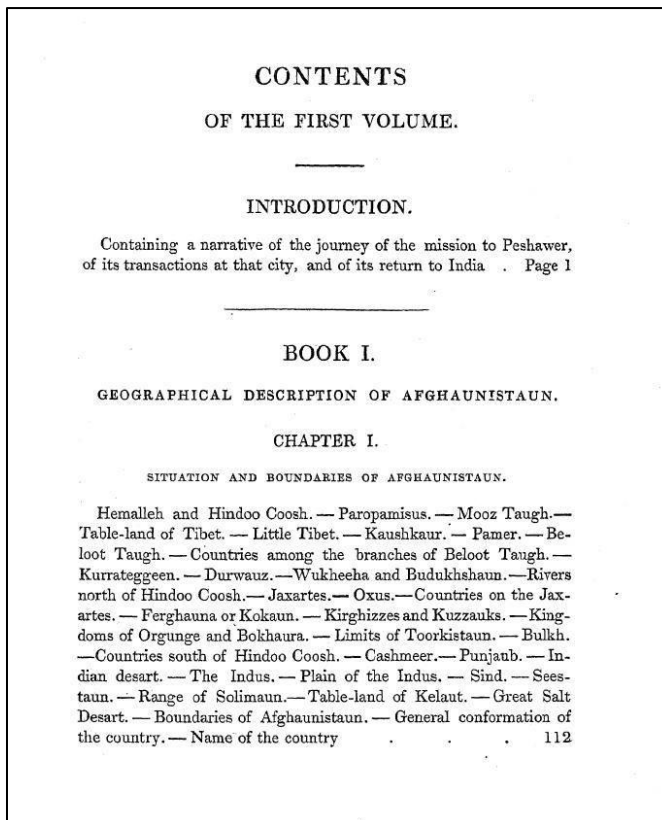 CONTENTS
OF THE FIRST VOLUME.
INTRODUCTION.
Containing a narrative of the journey of the mission to Peshawer,
of its transactions at that city, and of its return to India . Page 1
BOOK I.
GEOGRAPHICAL DESCRIPTION OF AFGHAUNISTAUN.
CHAPTER I.
SITUATION AND BOUNDARIES OF AFGHAUNISTAUN.
Hemalleh and Hindoo Coosh. — Paropamisus. — Mooz Taugh.—
Table-land of Tibet. — Little Tibet. — Kaushkaur. — Pamer. — Be-
loot Taugh. — Countries among the branches of Beloot Taugh. —
Kurrateggeen. — Durwauz.—Wukheeha and Budukhshaun.—Rivers
north of Hindoo Coosh.— Jaxartes.— Oxus.—Countries on the Jax-
artes. — Ferghauna or Kokaun. — Kirghizzes and Kuzzauks. — King-
doms of Orgunge and Bokhaura. — Limits of Toorkistaun. — Bulkh.
—Countries south of Hindoo Coosh. — Cashmeer.— Punjaub. — In-
dian desart. — The Indus. — Plain of the Indus. — Sind. — Sees-
taun. — Range of Solimaun.— Table-land of Kelaut. — Great Salt
Desart. — Boundaries of Afghaunistaun. — General conformation of
the country. — Name of the country . . . 112